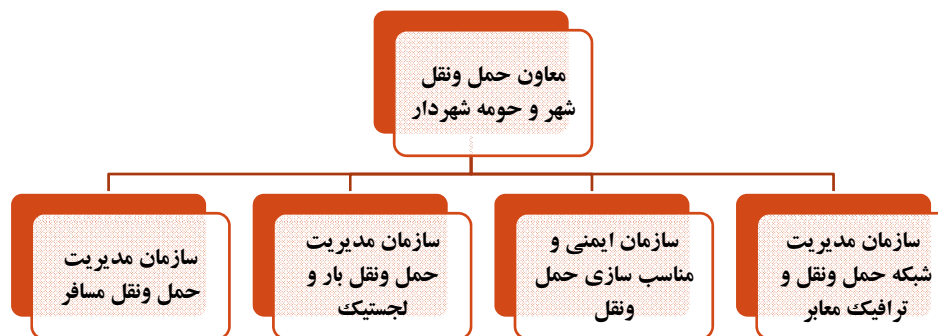 معاون حمل ونقل
شهر و حومه شهردار
سازمان مدیریت
شبکه حمل ونقل و
ترافیک معابر
سازمان ایمنی و
مناسب سازی حمل
ونقل
سازمان مدیریت
حمل ونقل بار و
لجستیک
سازمان مدیریت
حمل ونقل مسافر